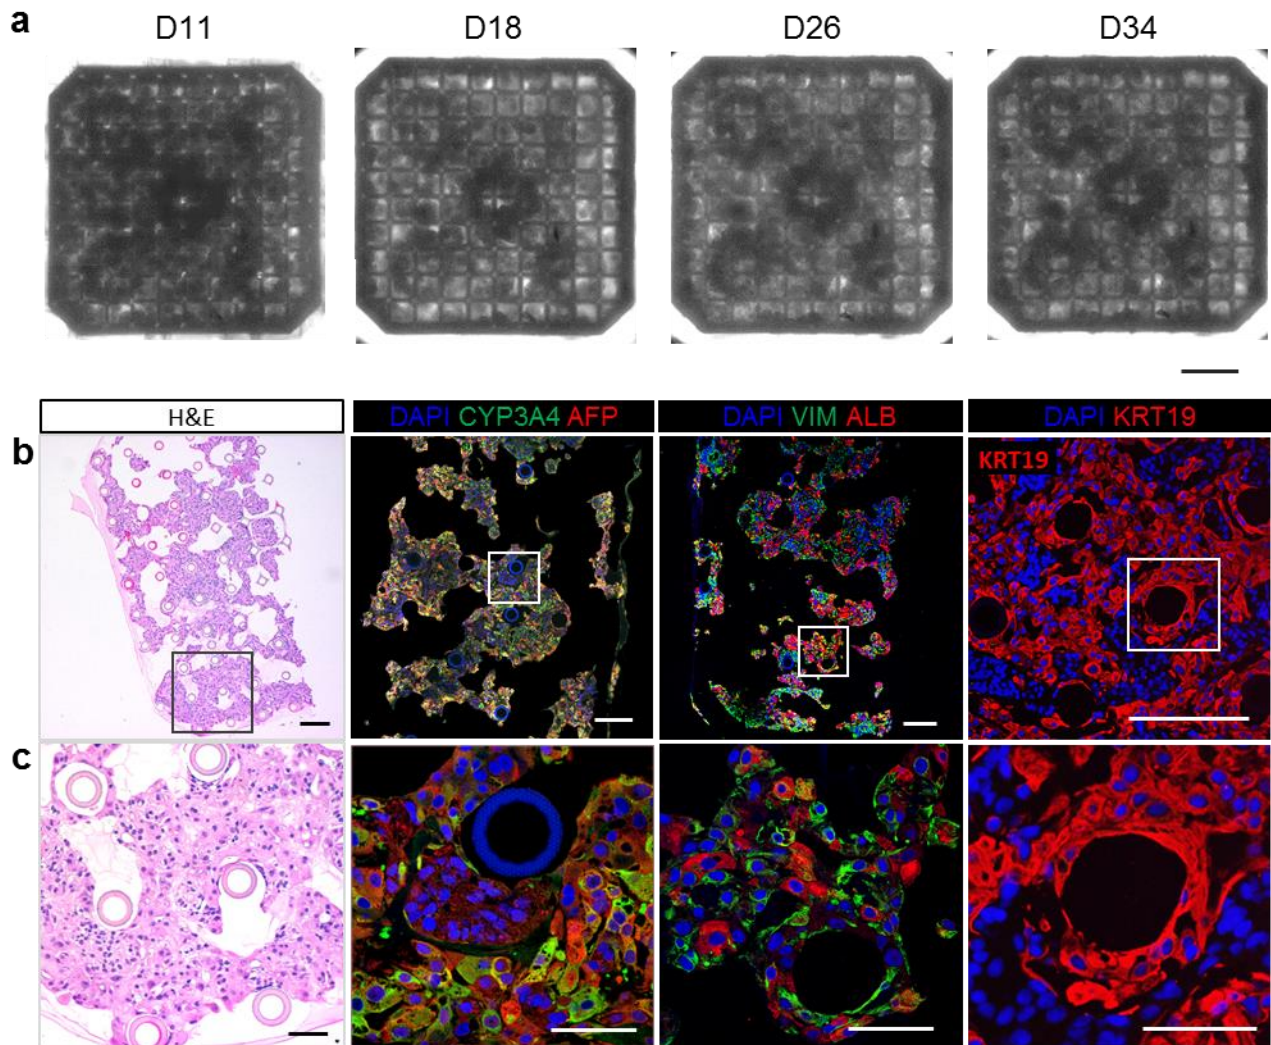 a
D11 D18 D26 D34
H&E DAPI CYP3A4 AFP DAPI VIM ALB DAPI KRT19
b
KRT19
c